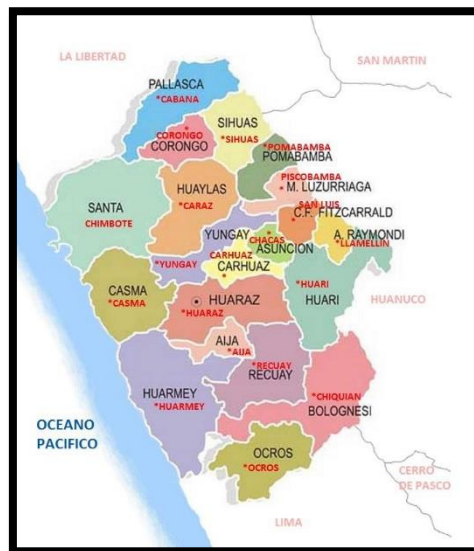 LA LIBERTAD
SAN MARTIN
PALLASCA
*CABANA
SIHUAS
*SIHUAS
CORONGO
CORONGO
*POMABAMBA
POMABAMBA
PISCOBAMBA
*M. LUZURRIAGA
HUAYLAS
*CARAZ
SAN LUIS
C.F. FITZCARRALD
SANTA
CHIMBOTE
YUNGAY
*YUNGAY
CHACAS
ASUNCION
A. RAYMONDI
*LLAMELLIN
CARHUAZ
CARHUAZ
CASMA
*CASMA
*HUARI
HUARI
HUANUCO
HUARAZ
*HUARAZ
AIJA
*AIJA
*RECUAY
RECUAY
HUARMEY
*HUARMEY
*CHIQUIAN
BOLOGNESI
OCEANO
PACIFICO
OCROS
*OCROS
CERRO
DE PASCO
LIMA